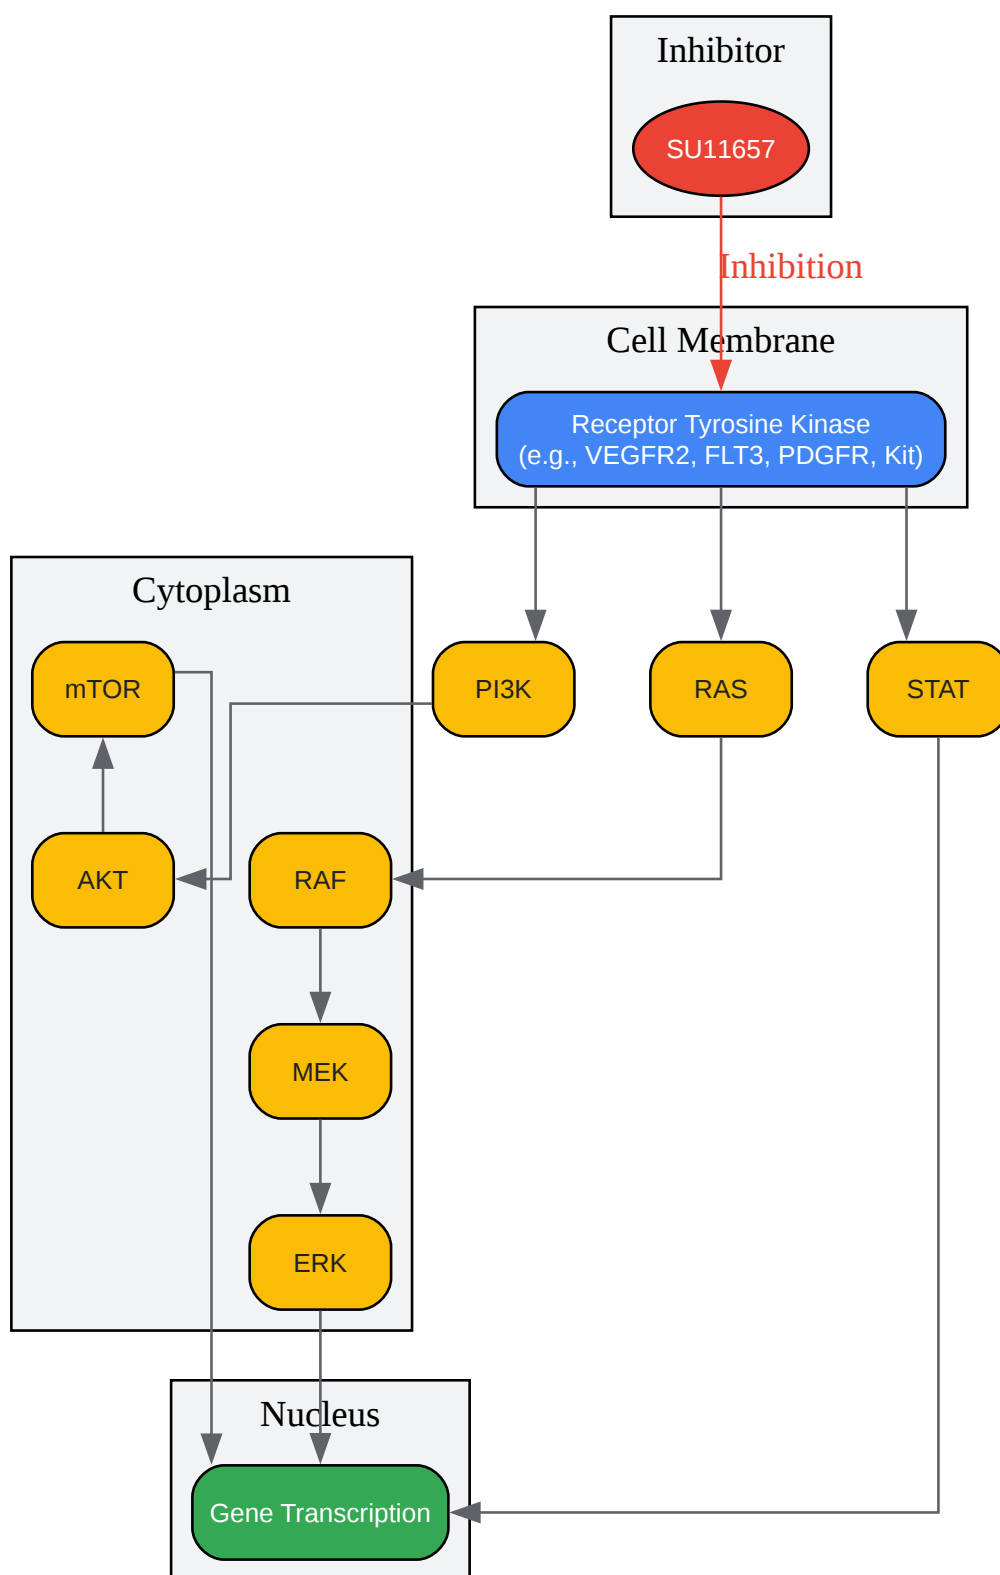 Inhibitor
SU11657
Inhibition
Cell Membrane
Receptor Tyrosine Kinase
(e.g., VEGFR2, FLT3, PDGFR, Kit)
Cytoplasm
mTOR
PI3K
RAS
STAT
AKT
RAF
MEK
ERK
Nucleus
Gene Transcription